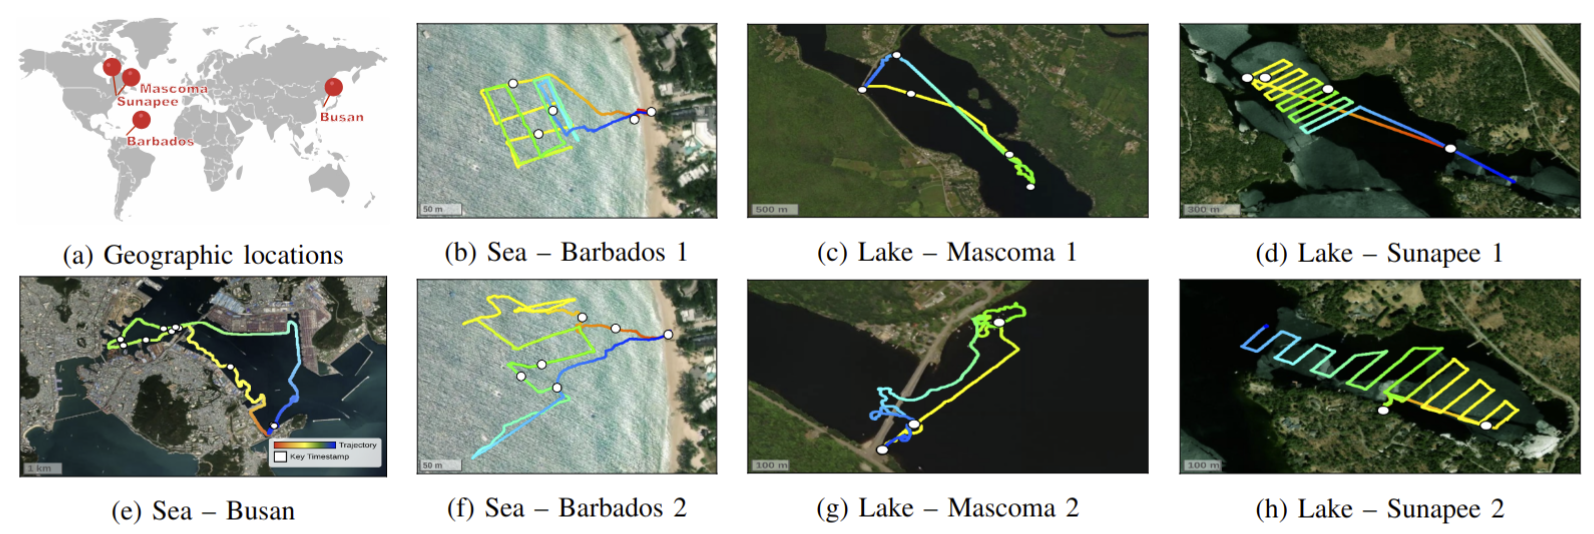 Mascoma
Sunapee
Busan
Barbados
50 m
500 m
300 m
(a) Geographic locations
(b) Sea – Barbados 1
(c) Lake – Mascoma 1
(d) Lake – Sunapee 1
Trajectory
Key Timestamp
1 km
50 m
100 m
100 m
(e) Sea – Busan
(f) Sea – Barbados 2
(g) Lake – Mascoma 2
(h) Lake – Sunapee 2